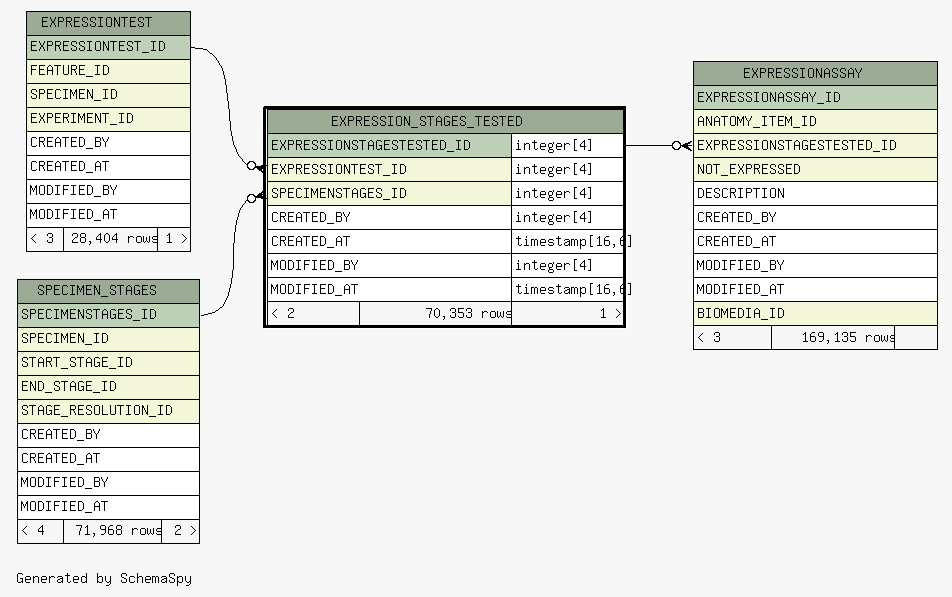 EXPRESSIONTEST
EXPRESSIONTEST_ID
FEATURE_ID
SPECIMEN_ID
EXPERIMENT_ID
CREATED_BY
CREATED_AT
MODIFIED_BY
MODIFIED_AT
< 3 28,404 rows 1 >
SPECIMEN_STAGES
SPECIMENSTAGES_ID
SPECIMEN_ID
START_STAGE_ID
END_STAGE_ID
STAGE_RESOLUTION_ID
CREATED_BY
CREATED_AT
MODIFIED_BY
MODIFIED_AT
< 4 71,968 rows 2 >
EXPRESSION_STAGES_TESTED
EXPRESSIONSTAGESTESTED_ID integer[4]
EXPRESSIONTEST_ID integer[4]
SPECIMENSTAGES_ID integer[4]
CREATED_BY integer[4]
CREATED_AT timestamp[16,6]
MODIFIED_BY integer[4]
MODIFIED_AT timestamp[16,6]
< 2 70,353 rows 1 >
EXPRESSIONASSAY
EXPRESSIONASSAY_ID
ANATOMY_ITEM_ID
EXPRESSIONSTAGESTESTED_ID
NOT_EXPRESSED
DESCRIPTION
CREATED_BY
CREATED_AT
MODIFIED_BY
MODIFIED_AT
BIOMEDIA_ID
< 3 169,135 rows
Generated by SchemaSpy